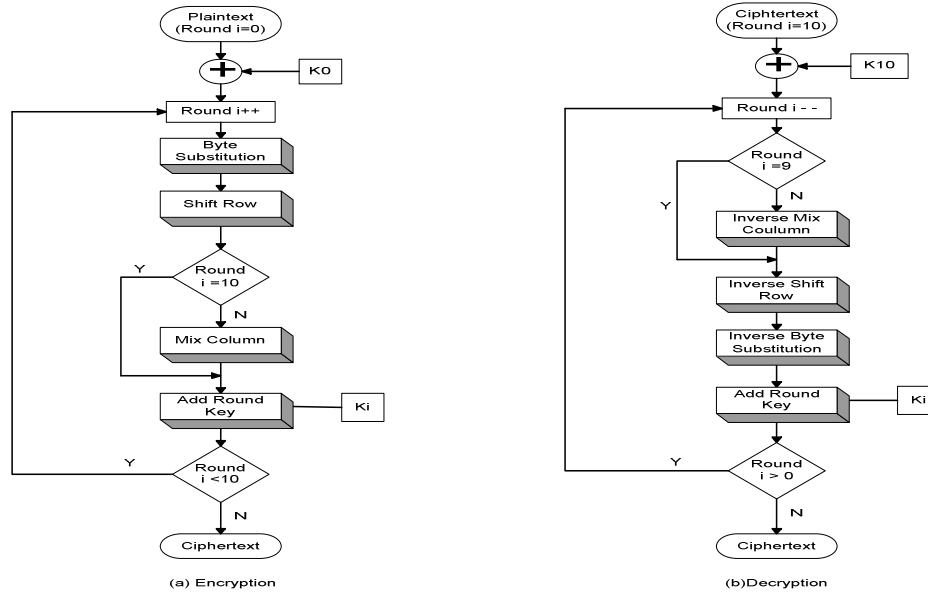 Plaintext
(Round i=0)
K0
Round i++
Byte
Substitution
Shift Row
Round
i =10
Y
N
Mix Column
Add Round
Key
Ki
Round
i <10
Y
N
Ciphertext
(a) Encryption
Ciphtertext
(Round i=10)
K10
Round i - -
Round
i =9
N
Y
Inverse Mix
Coulumn
Inverse Shift
Row
Inverse Byte
Substitution
Add Round
Key
Ki
Round
i > 0
Y
N
Ciphertext
(b)Decryption